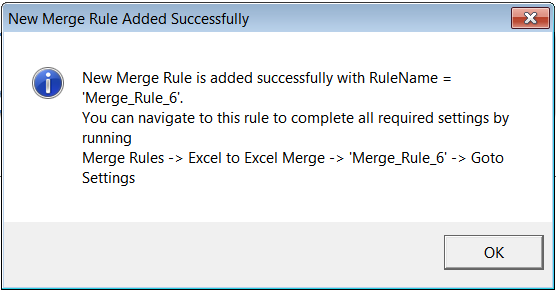 New Merge Rule Added Successfully
New Merge Rule is added successfully with RuleName =
'Merge_Rule_6'.
You can navigate to this rule to complete all required settings by
running
Merge Rules -> Excel to Excel Merge -> 'Merge_Rule_6' -> Goto
Settings
OK